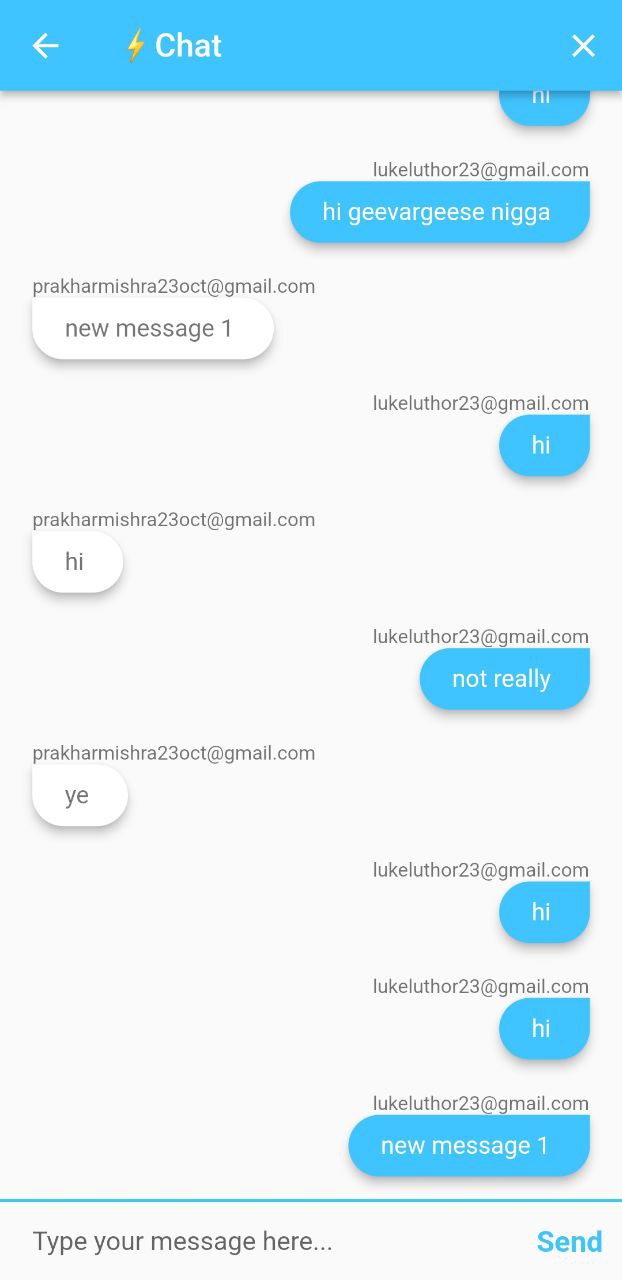 ⚡Chat
hi
lukeluthor23@gmail.com
hi geevargeese nigga
prakharmishra23oct@gmail.com
new message 1
lukeluthor23@gmail.com
hi
prakharmishra23oct@gmail.com
hi
lukeluthor23@gmail.com
not really
prakharmishra23oct@gmail.com
ye
lukeluthor23@gmail.com
hi
lukeluthor23@gmail.com
hi
lukeluthor23@gmail.com
new message 1
Type your message here...
Send